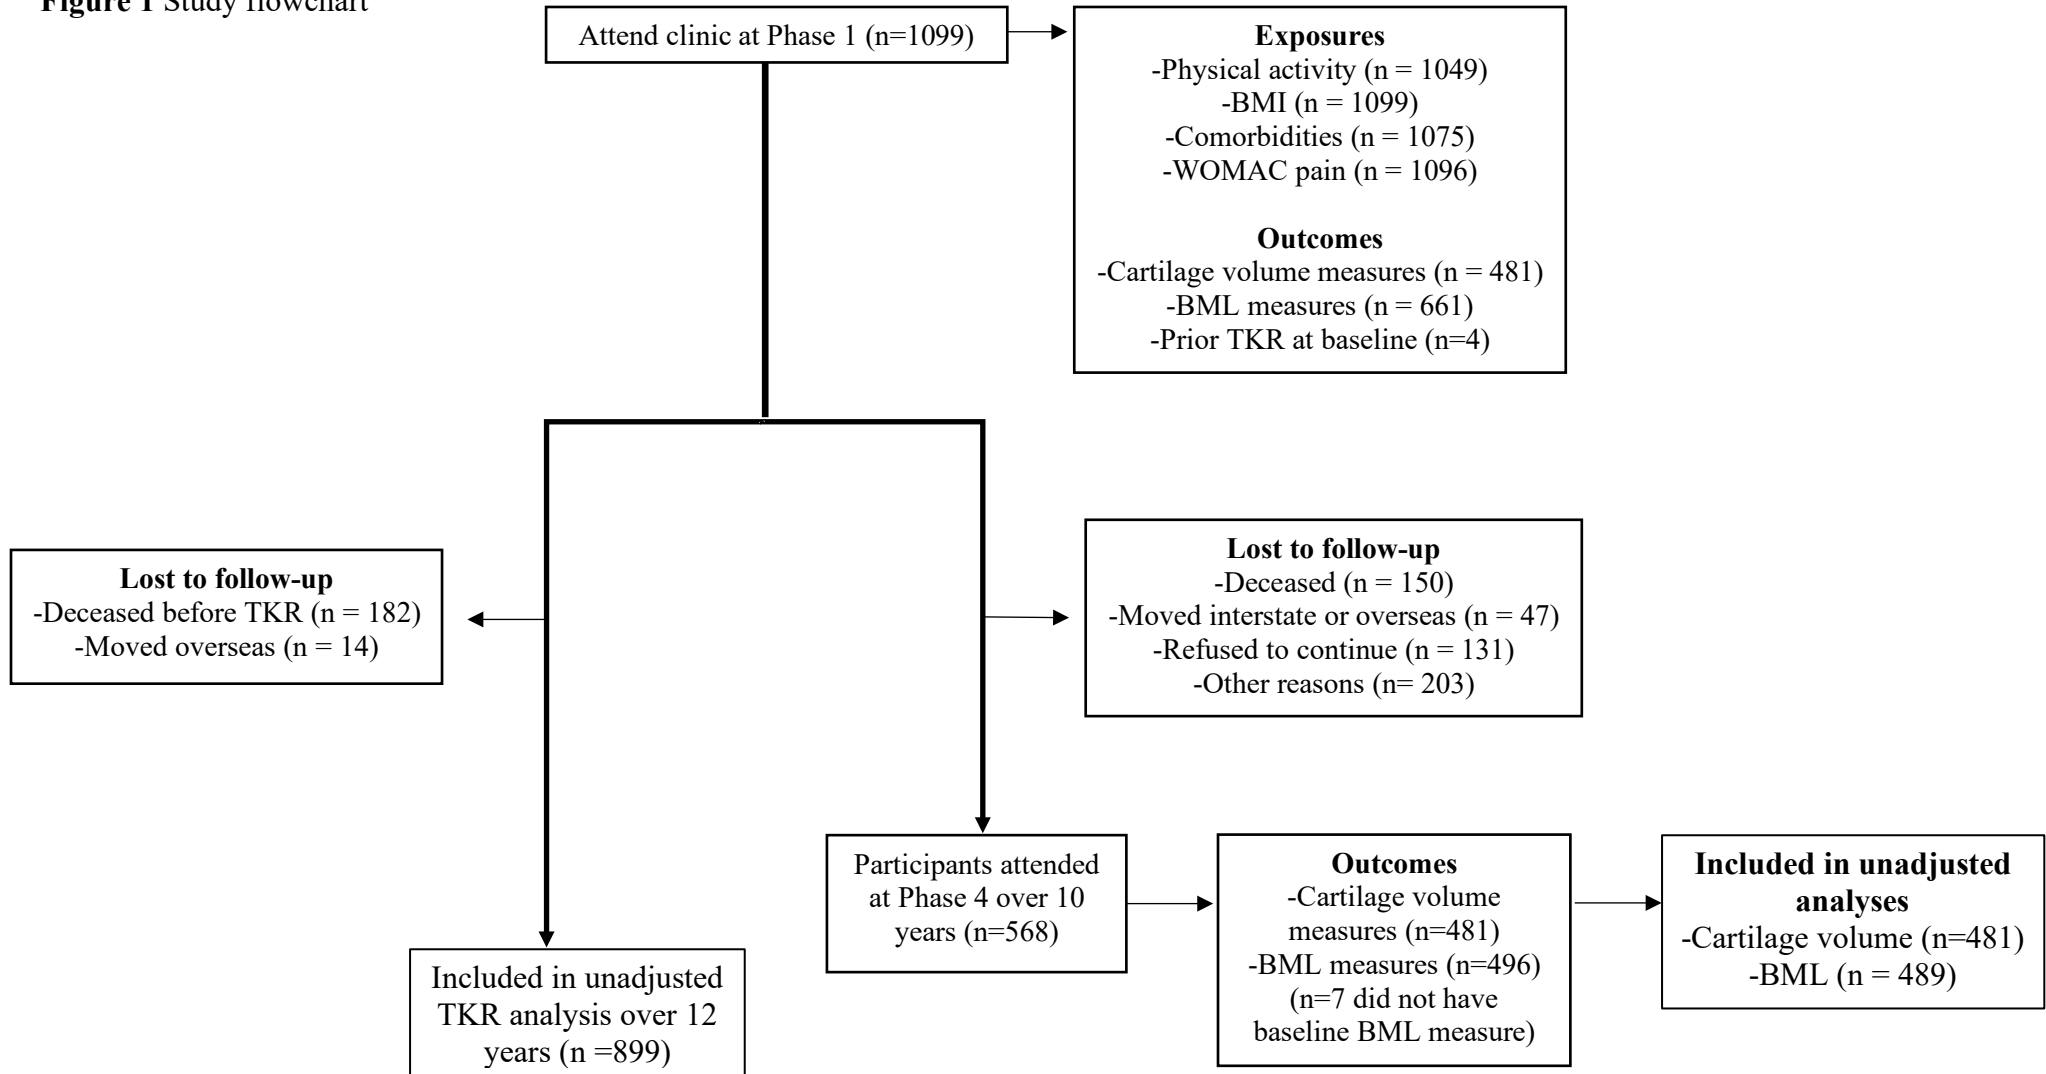 Figure 1 Study flowchart
Attend clinic at Phase 1 (n=1099)
Exposures
-Physical activity (n = 1049)
-BMI (n = 1099)
-Comorbidities (n = 1075)
-WOMAC pain (n = 1096)
Outcomes
-Cartilage volume measures (n = 481)
-BML measures (n = 661)
-Prior TKR at baseline (n=4)
Lost to follow-up
-Deceased before TKR (n = 182)
-Moved overseas (n = 14)
Lost to follow-up
-Deceased (n = 150)
-Moved interstate or overseas (n = 47)
-Refused to continue (n = 131)
-Other reasons (n= 203)
Included in unadjusted
TKR analysis over 12
years (n =899)
Participants attended
at Phase 4 over 10
years (n=568)
Outcomes
-Cartilage volume
measures (n=481)
-BML measures (n=496)
(n=7 did not have
baseline BML measure)
Included in unadjusted
analyses
-Cartilage volume (n=481)
-BML (n = 489)